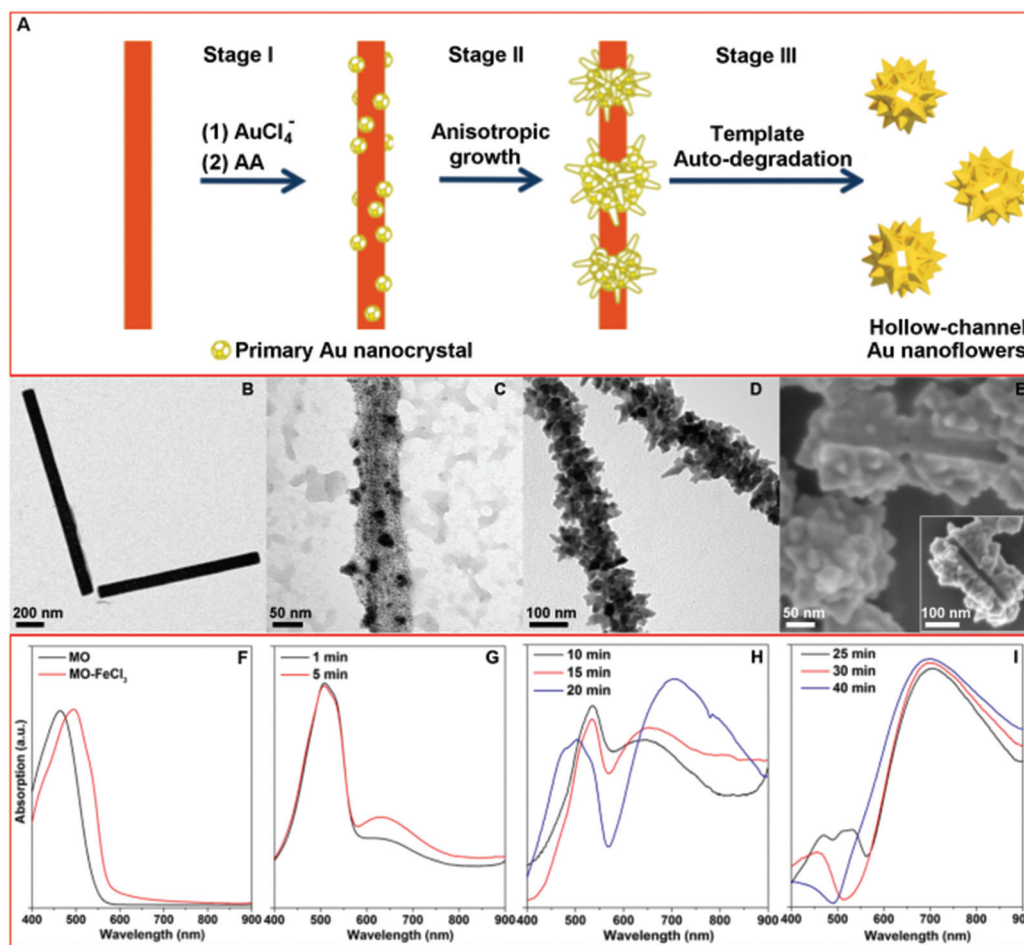 A
Stage I
Stage II
Stage III
(1) AuCl₄⁻
(2) AA
Anisotropic
growth
Template
Auto-degradation
Primary Au nanocrystal
Hollow-channel
Au nanoflowers
B
200 nm
C
50 nm
D
100 nm
E
50 nm
100 nm
F
MO
MO-FeCl₃
Absorption (a.u.)
400 500 600 700 800 900
Wavelength (nm)
G
1 min
5 min
400 500 600 700 800 900
Wavelength (nm)
H
10 min
15 min
20 min
400 500 600 700 800 900
Wavelength (nm)
I
25 min
30 min
40 min
400 500 600 700 800 900
Wavelength (nm)